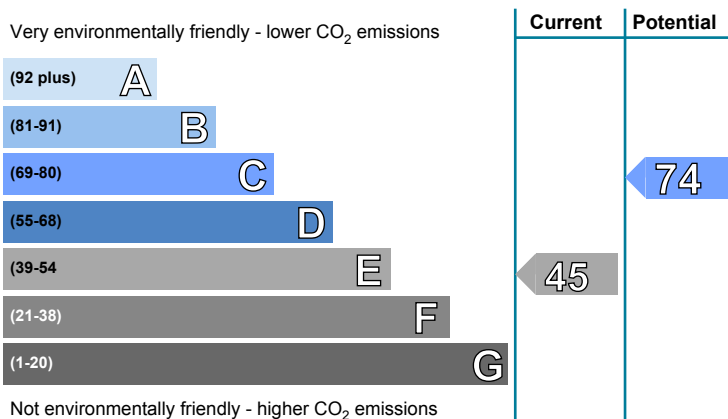 Current Potential
Very environmentally friendly - lower CO2 emissions
(92 plus) A
(81-91) B
(69-80) C
74
(55-68) D
(39-54 E
45
(21-38) F
(1-20) G
Not environmentally friendly - higher CO2 emissions